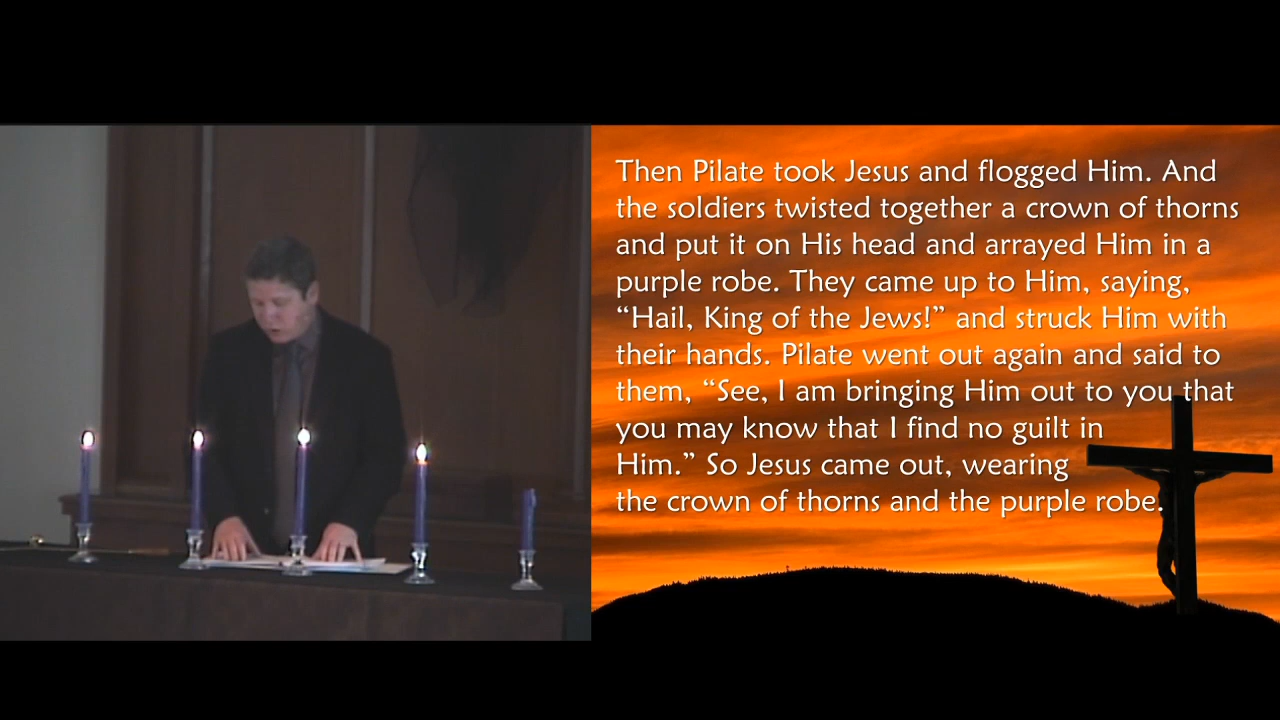 Then Pilate took Jesus and flogged Him. And
the soldiers twisted together a crown of thorns
and put it on His head and arrayed Him in a
purple robe. They came up to Him, saying,
“Hail, King of the Jews!” and struck Him with
their hands. Pilate went out again and said to
them, “See, I am bringing Him out to you that
you may know that I find no guilt in
Him.” So Jesus came out, wearing
the crown of thorns and the purple robe.